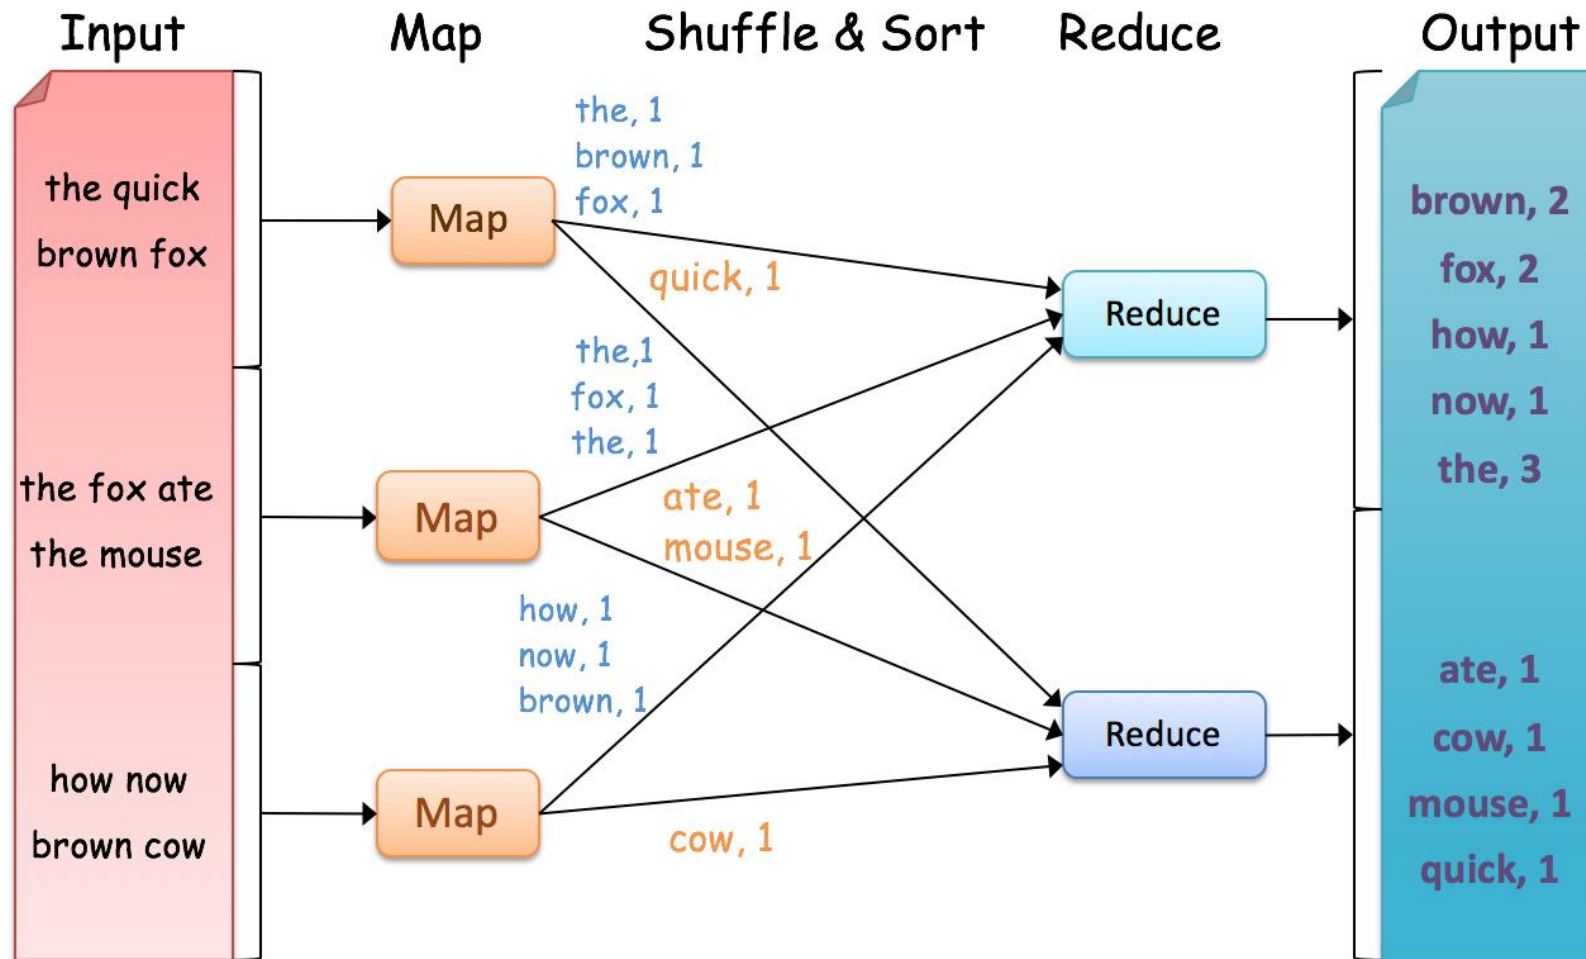 Input
Map
Shuffle & Sort
Reduce
Output
the quick
brown fox
the fox ate
the mouse
how now
brown cow
Map
Map
Map
the, 1
brown, 1
fox, 1
quick, 1
the,1
fox, 1
the, 1
ate, 1
mouse, 1
how, 1
now, 1
brown, 1
cow, 1
Reduce
Reduce
brown, 2
fox, 2
how, 1
now, 1
the, 3
ate, 1
cow, 1
mouse, 1
quick, 1